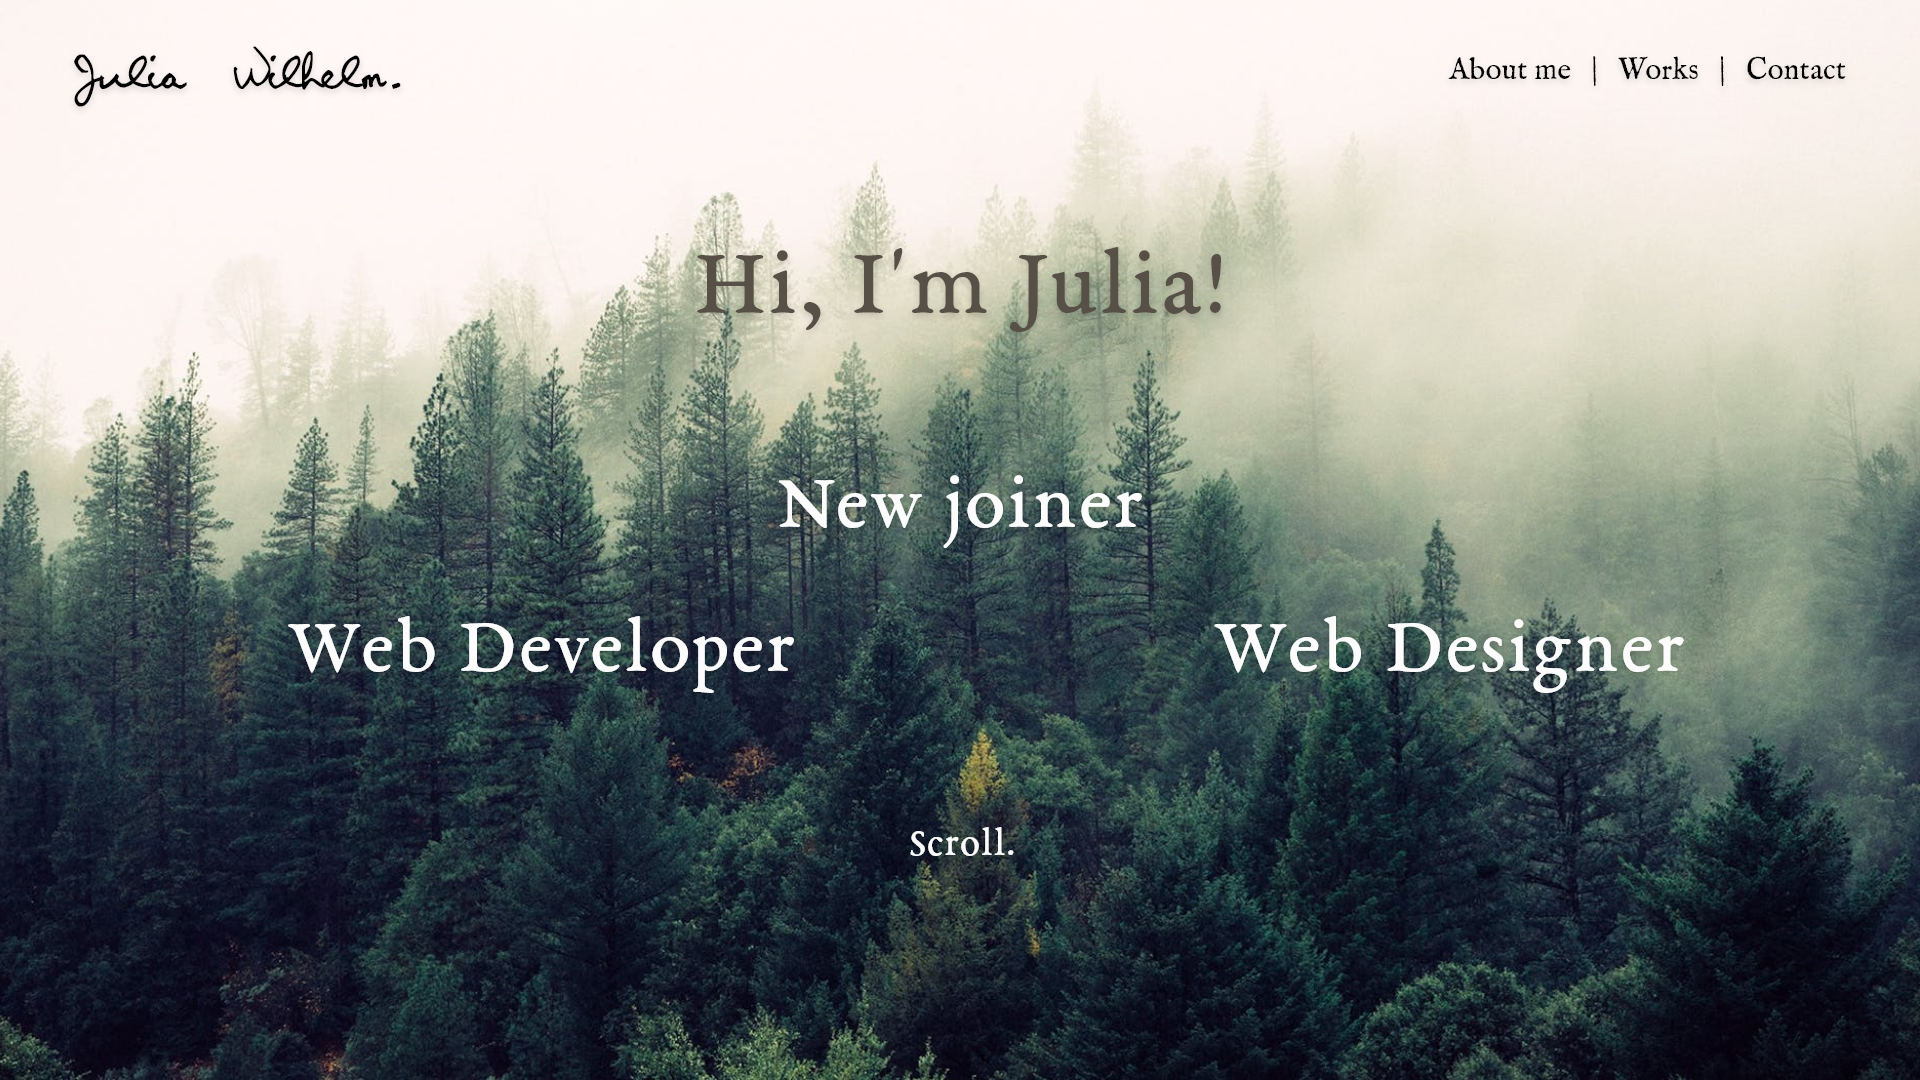 Julia Wilhelm.
About me | Works | Contact
Hi, I'm Julia!
New joiner
Web Developer
Web Designer
Scroll.